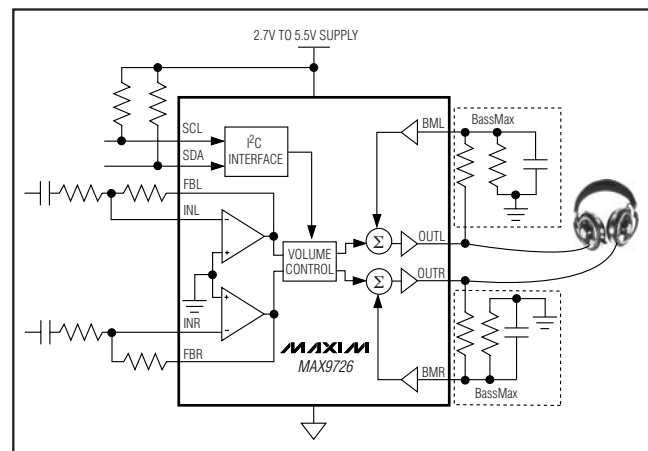 2.7V TO 5.5V SUPPLY
BassMax
SCL
BML
I²C
INTERFACE
SDA
FBL
INL
OUTL
Σ
VOLUME
CONTROL
Σ
OUTR
INR
MAXIM
MAX9726
FBR
BMR
BassMax